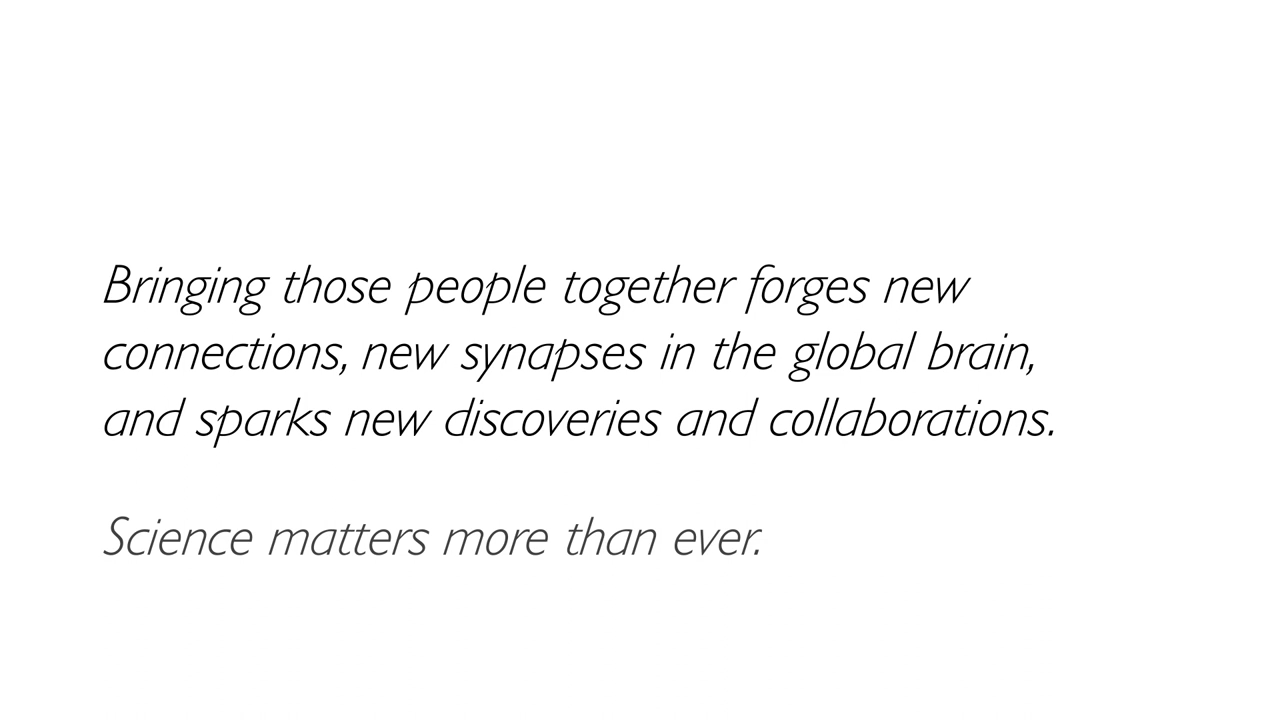 Bringing those people together forges new
connections, new synapses in the global brain,
and sparks new discoveries and collaborations.
Science matters more than ever.